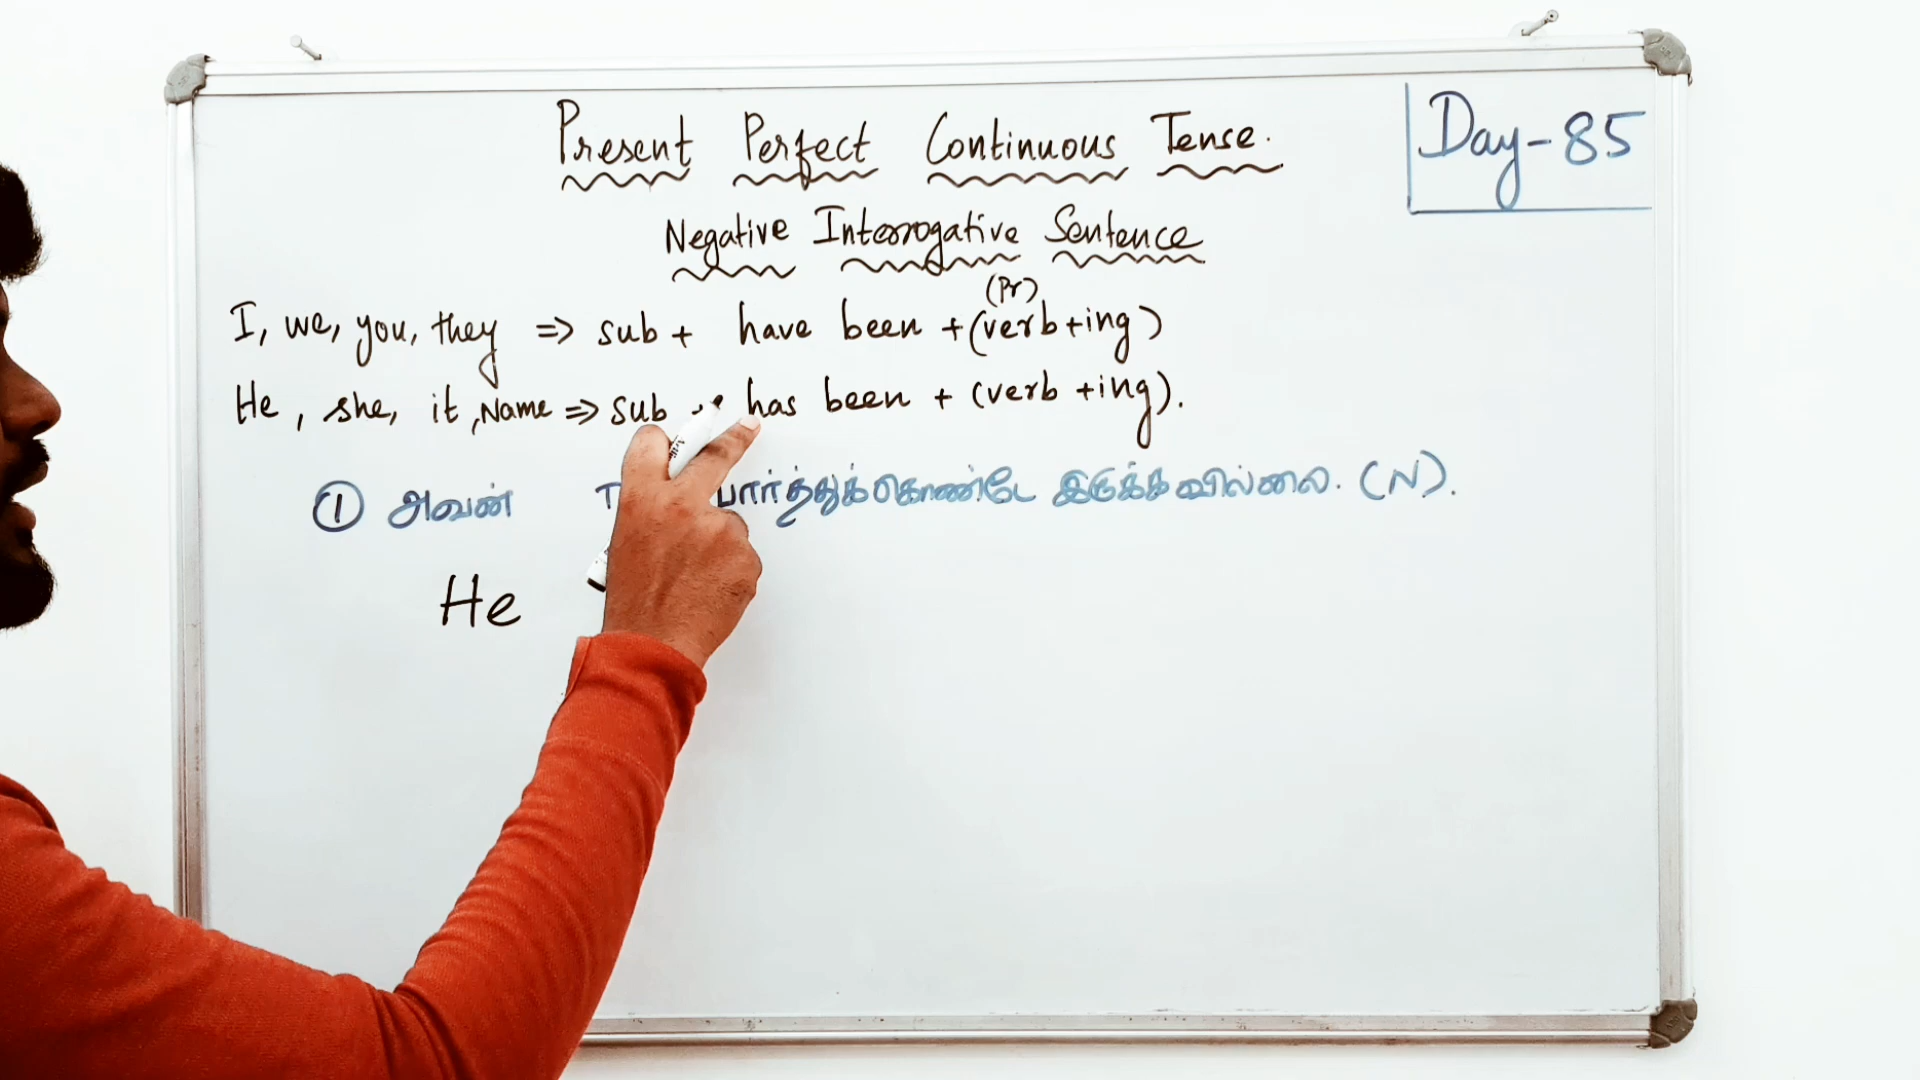 Present Perfect Continuous Tense.
Day-85
Negative Interrogative Sentence
(Pr)
I, we, you, they => sub + have been + (verb+ing)
He, she, it, Name => sub has been + (verb +ing).
① அவன் பார்த்துக்கொண்டே இருக்கவில்லை. (N).
He